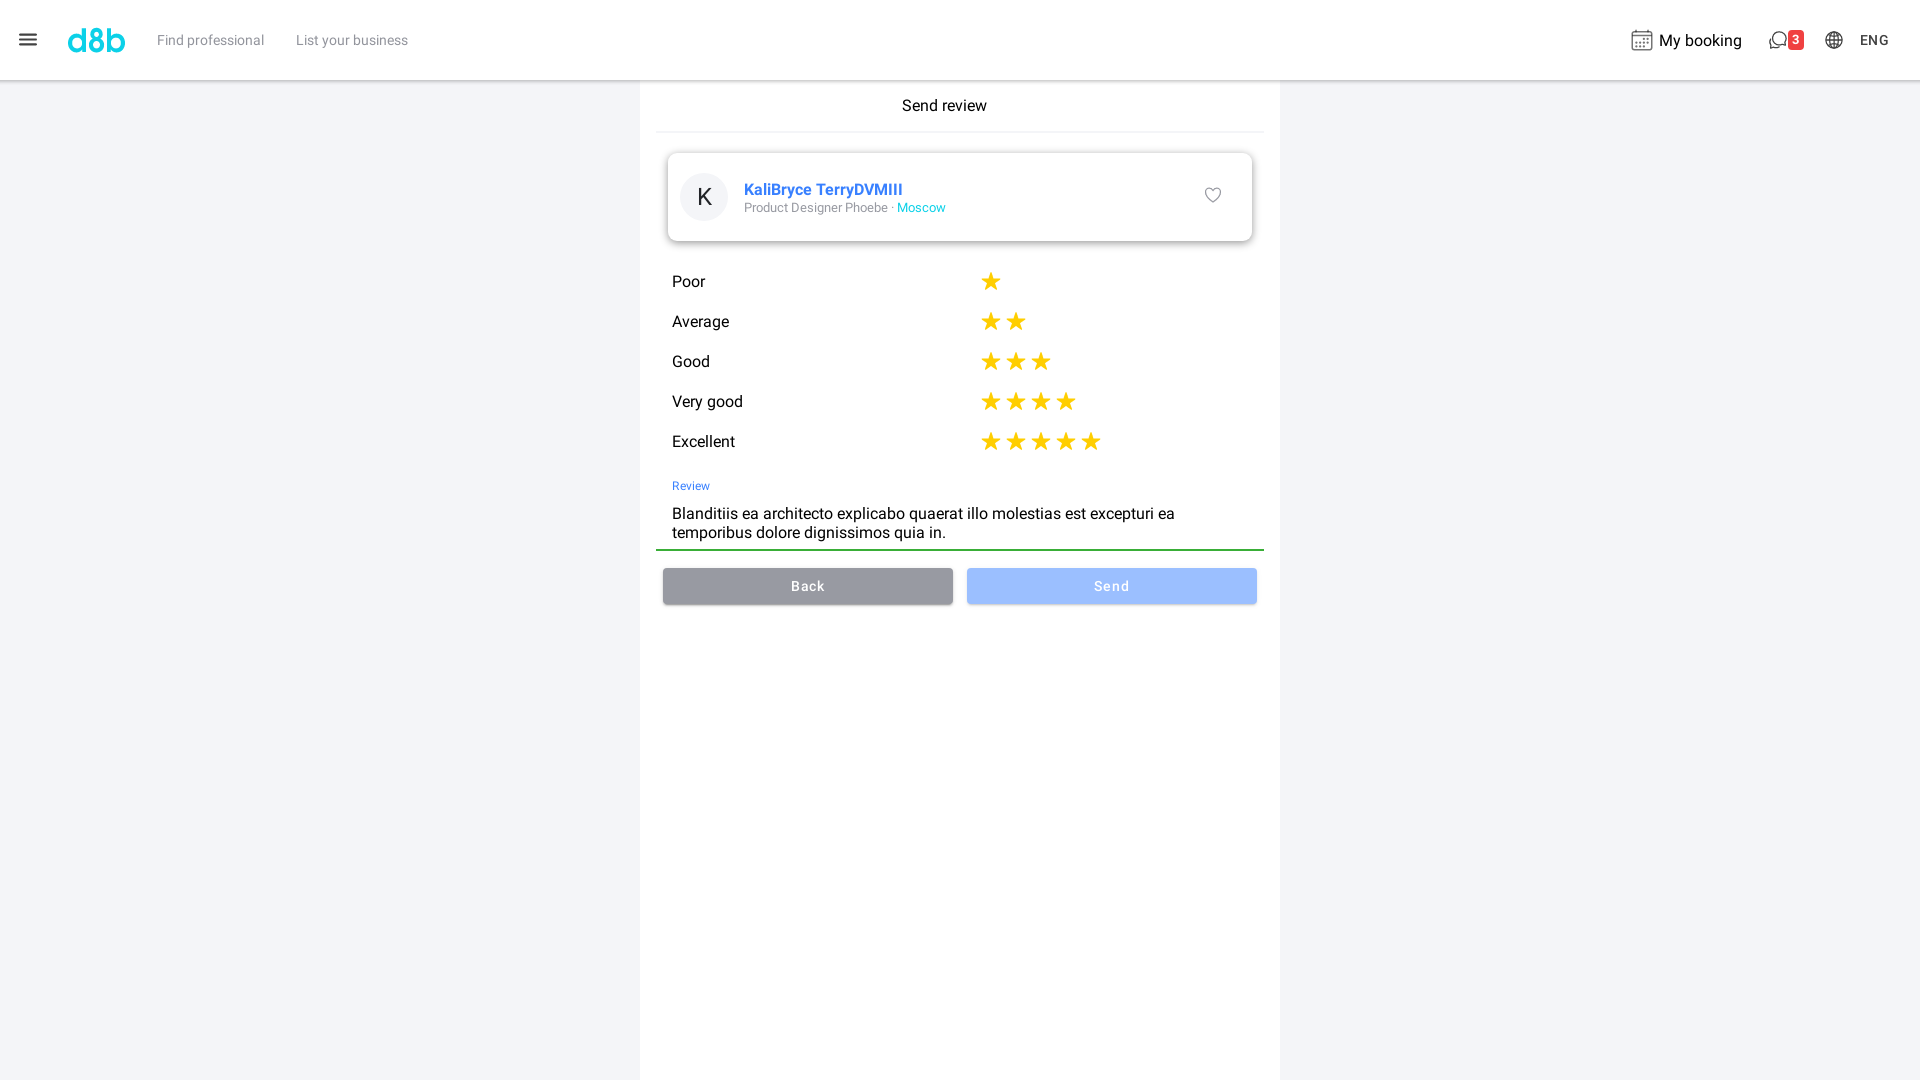 d8b
Find professional
List your business
My booking
3
ENG
Send review
K
KaliBryce TerryDVMIII
Product Designer Phoebe · Moscow
Poor
Average
Good
Very good
Excellent
Review
Blanditiis ea architecto explicabo quaerat illo molestias est excepturi ea
temporibus dolore dignissimos quia in.
Back
Send